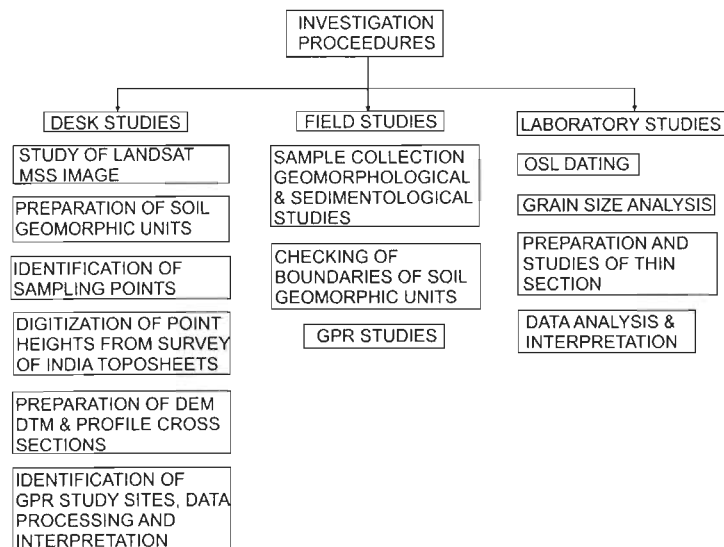 INVESTIGATION
PROCEEDURES
DESK STUDIES
STUDY OF LANDSAT
MSS IMAGE
PREPARATION OF SOIL
GEOMORPHIC UNITS
IDENTIFICATION OF
SAMPLING POINTS
DIGITIZATION OF POINT
HEIGHTS FROM SURVEY
OF INDIA TOPOSHEETS
PREPARATION OF DEM
DTM & PROFILE CROSS
SECTIONS
IDENTIFICATION OF
GPR STUDY SITES, DATA
PROCESSING AND
INTERPRETATION
FIELD STUDIES
SAMPLE COLLECTION
GEOMORPHOLOGICAL
& SEDIMENTOLOGICAL
STUDIES
CHECKING OF
BOUNDARIES OF SOIL
GEOMORPHIC UNITS
GPR STUDIES
LABORATORY STUDIES
OSL DATING
GRAIN SIZE ANALYSIS
PREPARATION AND
STUDIES OF THIN
SECTION
DATA ANALYSIS &
INTERPRETATION